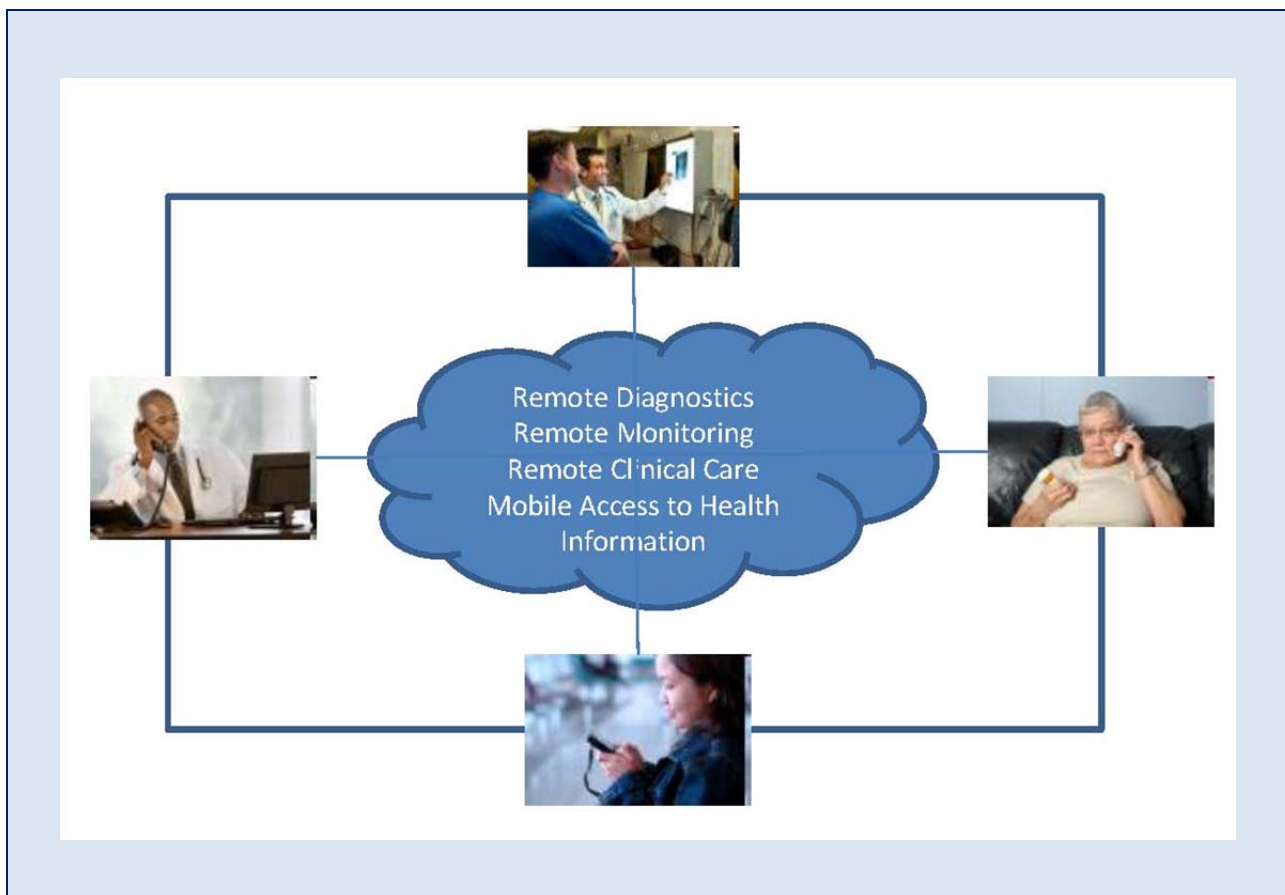 Remote Diagnostics
Remote Monitoring
Remote Clinical Care
Mobile Access to Health
Information